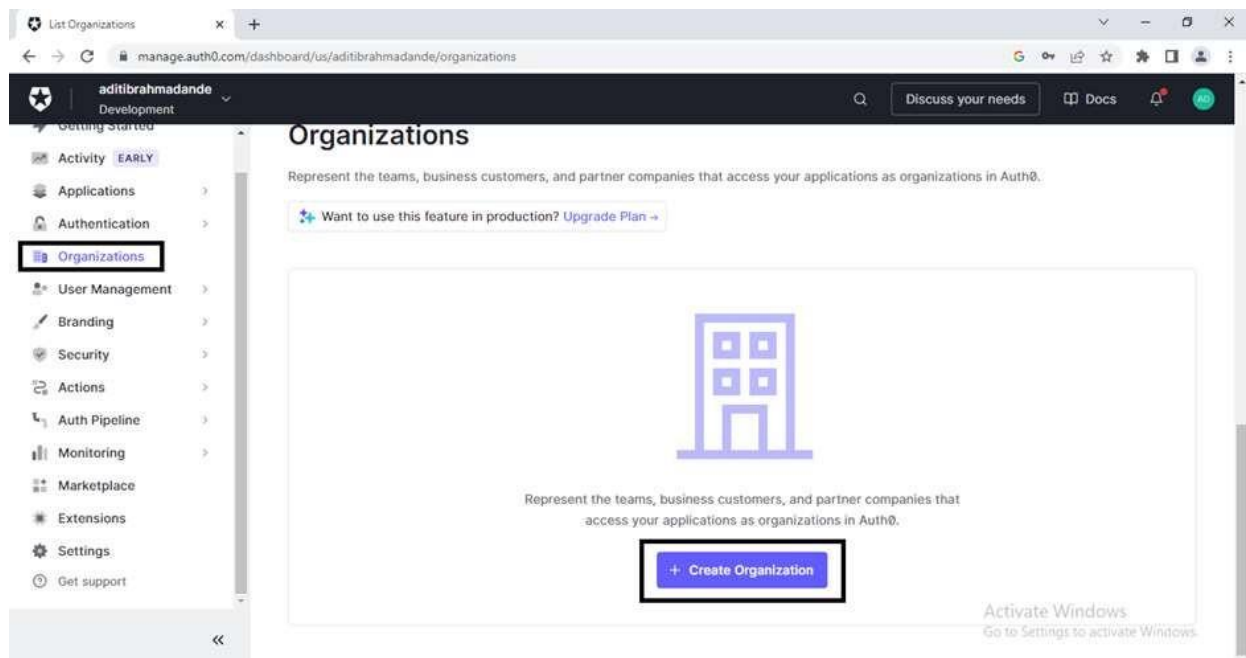 List Organizations
manage.auth0.com/dashboard/us/aditibrahmadande/organizations
aditibrahmadande
Development
Discuss your needs
Docs
AD
Getting Started
Activity EARLY
Applications
Authentication
Organizations
User Management
Branding
Security
Actions
Auth Pipeline
Monitoring
Marketplace
Extensions
Settings
Get support
Organizations
Represent the teams, business customers, and partner companies that access your applications as organizations in Auth0.
Want to use this feature in production? Upgrade Plan →
Represent the teams, business customers, and partner companies that
access your applications as organizations in Auth0.
+ Create Organization
Activate Windows
Go to Settings to activate Windows.